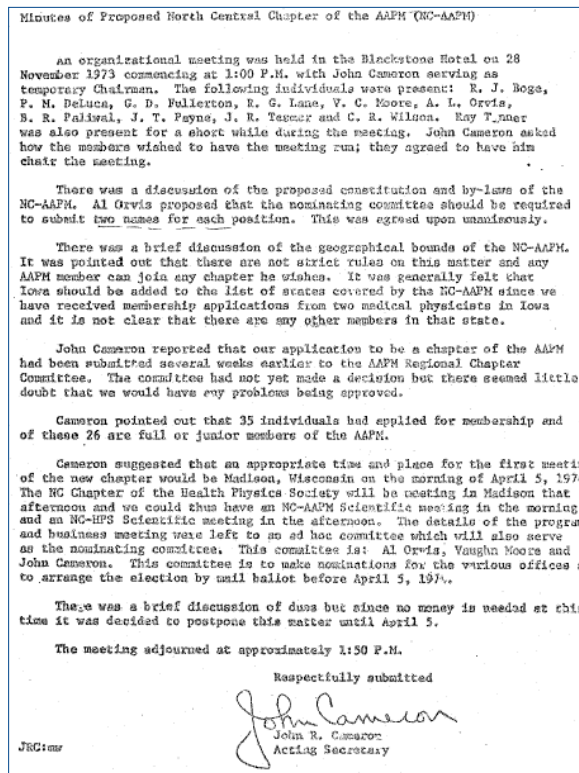 Minutes of Proposed North Central Chapter of the AAPM (NC-AAPM)
An organizational meeting was held in the Blackstone Hotel on 28
November 1973 commencing at 1:00 P.M. with John Cameron serving as
temporary Chairman. The following individuals were present: R. J. Boge,
P. M. DeLuca, G. D. Fullerton, R. G. Lane, V. C. Moore, A. L. Orvis,
B. R. Paliwal, J. T. Payne, J. R. and C. R. Wilson. Ray
was also present for a short while during the meeting. John Cameron asked
how the members wished to have the meeting run; they agreed to have him
chair the meeting.
There was a discussion of the proposed constitution and by-laws of the
NC-AAPM. Al Orvis proposed that the nominating committee should be required
to submit two names for each position. This was agreed upon unanimously.
There was a brief discussion of the geographical bounds of the NC-AAPM.
It was pointed out that there are not strict rules on this matter and any
AAPM member can join any chapter he wishes. It was generally felt that
Iowa should be added to the list of states covered by the NC-AAPM since we
have received membership applications from two medical physicists in Iowa
and it is not clear that there are any other members in that state.
John Cameron reported that our application to be a chapter of the AAPM
had been submitted several weeks earlier to the AAPM Regional Chapter
Committee. The committee had not yet made a decision but there seemed little
doubt that we would have any problems being approved.
Cameron pointed out that 35 individuals had applied for membership and
of these 26 are full or junior members of the AAPM.
Cameron suggested that an appropriate time and place for the first meeti
of the new chapter would be Madison, Wisconsin on the morning of April 5, 197
The NC Chapter of the Health Physics Society will be meeting in Madison that
afternoon and we could thus have an NC-AAPM Scientific meeting in the morning
and an NC-HPS Scientific meeting in the afternoon. The details of the program
and business meeting were left to an ad hoc committee which will also serve
as the nominating committee. This committee is: Al Orvis, Vaughn Moore and
John Cameron. This committee is to make nominations for the various offices
to arrange the election by mail ballot before April 5, 1974.
There was a brief discussion of dues but since no money is needed at this
time it was decided to postpone this matter until April 5.
The meeting adjourned at approximately 1:50 P.M.
Respectfully submitted
John Cameron
John R. Cameron
Acting Secretary
JRC:mw